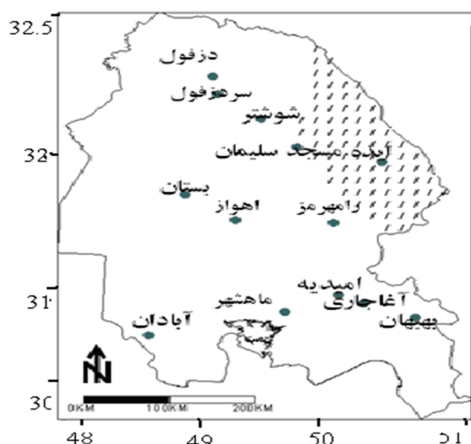 32.5
دزفول
سردزفول
شوشتر
32
ایذه مسجد سلیمان
بستان
اهواز
رامهرمز
31
امیدیه
آغاجاری
ماهشهر
بهبهان
آبادان
N
30
0KM 100KM 200KM
48 49 50 51